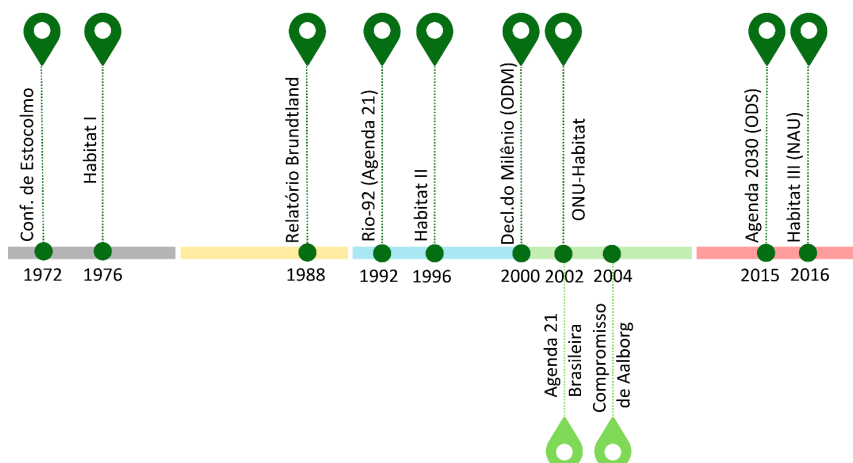 Conf. de Estocolmo
Habitat I
Relatório Brundtland
Rio-92 (Agenda 21)
Habitat II
Decl.do Milênio (ODM)
ONU-Habitat
Agenda 2030 (ODS)
Habitat III (NAU)
1972
1976
1988
1992
1996
2000
2002
2004
2015
2016
Agenda 21
Brasileira
Compromisso
de Aalborg